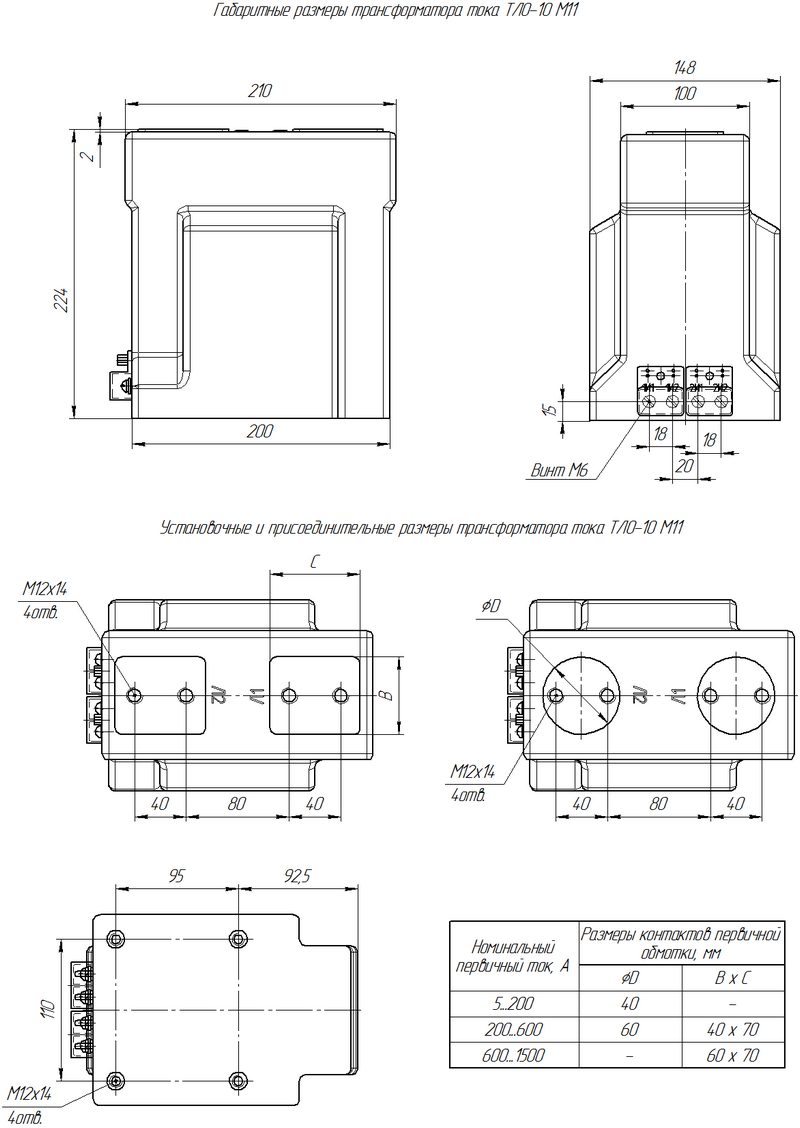 Габаритные размеры трансформатора тока ТЛО-10 М11
210
2
224
200
148
100
1И1 1И2 2И1 2И2
15
18
18
20
Винт М6
Установочные и присоединительные размеры трансформатора тока ТЛО-10 М11
С
М12х14
4отв.
Л2
Л1
В
40
80
40
φD
Л2
Л1
М12х14
4отв.
40
80
40
95
92,5
110
М12х14
4отв.
Номинальный первичный ток, А
Размеры контактов первичной
обмотки, мм
φD
В х С
5...200
40
-
200...600
60
40 х 70
600...1500
-
60 х 70